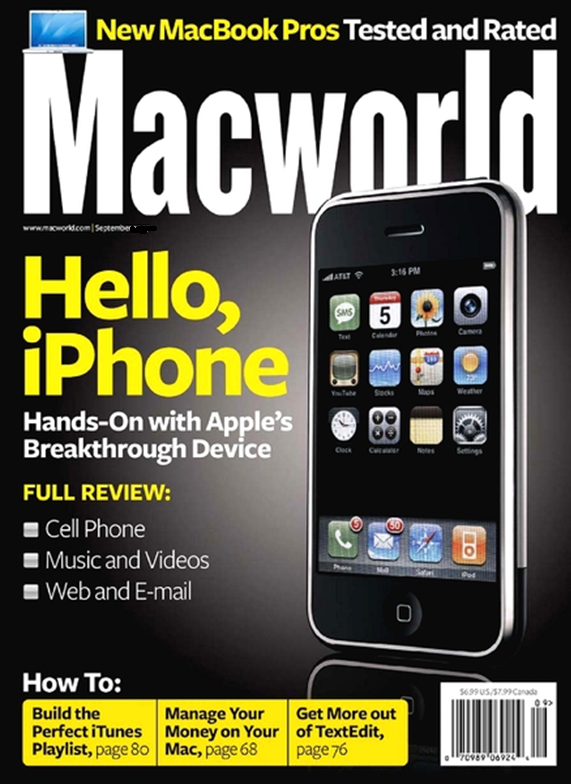 New MacBook Pros Tested and Rated
Macworld
www.macworld.com | September
Hello,
iPhone
Hands-On with Apple's
Breakthrough Device
FULL REVIEW:
Cell Phone
Music and Videos
Web and E-mail
AT&T 3:16 PM
SMS Thursday 5 280
Text Calendar Photos Camera
73°
YouTube Stocks Maps Weather
Clock Calculator Notes Settings
5 50
Phone Mail Safari iPod
How To:
Build the
Perfect iTunes
Playlist, page 80
Manage Your
Money on Your
Mac, page 68
Get More out
of TextEdit,
page 76
$6.99 U.S./$7.99 Canada
09>
0 70989 06924 4